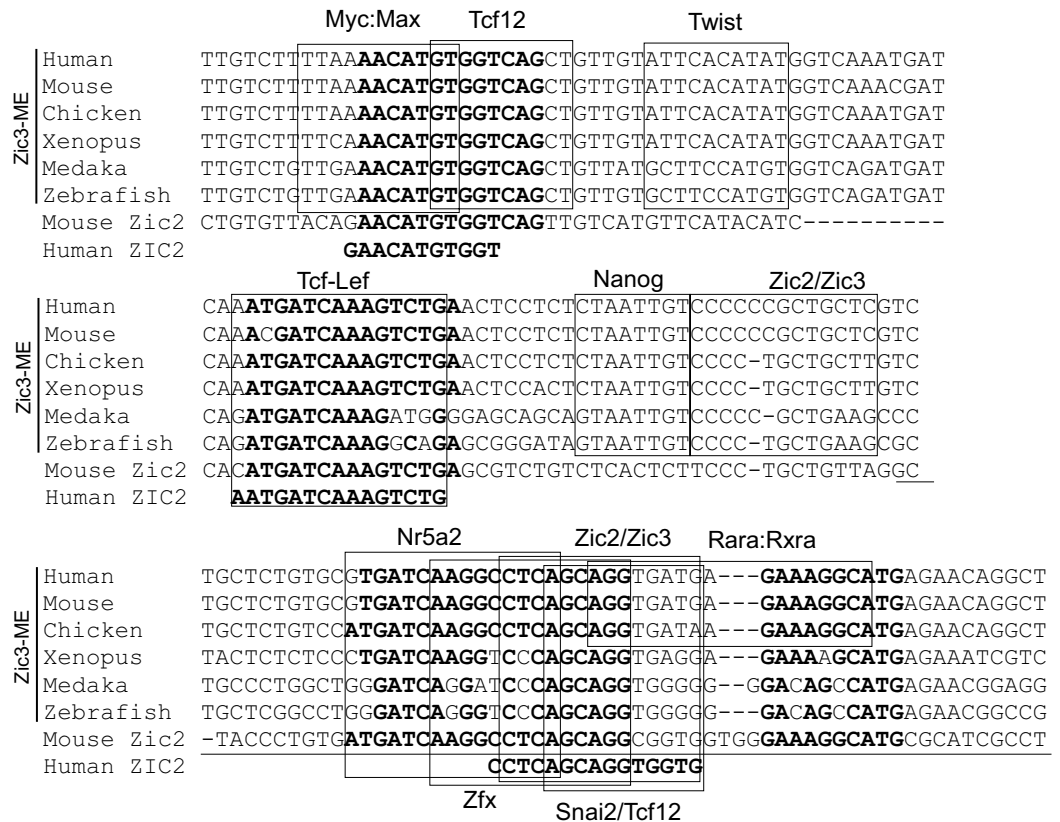 Myc:Max Tcf12 Twist
Zic3-ME
Human TTGTCTTTTAAAACATGTGGTCAGCTGTTGTATTCACATATGGTCAAATGAT
Mouse TTGTCTTTTAAAACATGTGGTCAGCTGTTGTATTCACATATGGTCAAACGAT
Chicken TTGTCTTTTAAAACATGTGGTCAGCTGTTGTATTCACATATGGTCAAATGAT
Xenopus TTGTCTTTTCAAACATGTGGTCAGCTGTTGTATTCACATATGGTCAAATGAT
Medaka TTGTCTGTTGAAACATGTGGTCAGCTGTTATGCTTCCATGTGGTCAGATGAT
Zebrafish TTGTCTGTTGAAACATGTGGTCAGCTGTTGTGCTTCCATGTGGTCAGATGAT
Mouse Zic2 CTGTGTTACAGAACATGTGGTCAGTTGTCATGTTCATACATC----------
Human ZIC2 GAACATGTGGT
Tcf-Lef Nanog Zic2/Zic3
Zic3-ME
Human CAAATGATCAAAGTCTGAACTCCTCTCTAATTGTCCCCCCGCTGCTCGTC
Mouse CAAACGATCAAAGTCTGAACTCCTCTCTAATTGTCCCCCCGCTGCTCGTC
Chicken CAAATGATCAAAGTCTGAACTCCTCTCTAATTGTCCCC-TGCTGCTTGTC
Xenopus CAAATGATCAAAGTCTGAACTCCACTCTAATTGTCCCC-TGCTGCTTGTC
Medaka CAGATGATCAAAGATGGGGAGCAGCAGTAATTGTCCCCC-GCTGAAGCCC
Zebrafish CAGATGATCAAAGGCAGAGCGGGATAGTAATTGTCCCC-TGCTGAAGCGC
Mouse Zic2 CACATGATCAAAGTCTGAGCGTCTGTCTCACTCTTCCC-TGCTGTTAGGC
Human ZIC2 AATGATCAAAGTCTG
Nr5a2 Zic2/Zic3 Rara:Rxra
Zic3-ME
Human TGCTCTGTGCGTGATCAAGGCCTCAGCAGGTGATGA---GAAAGGCATGAGAACAGGCT
Mouse TGCTCTGTGCGTGATCAAGGCCTCAGCAGGTGATGA---GAAAGGCATGAGAACAGGCT
Chicken TGCTCTGTCCATGATCAAGGCCTCAGCAGGTGATAA---GAAAGGCATGAGAACAGGCT
Xenopus TACTCTCTCCCTGATCAAGGTCCCAGCAGGTGAGGA---GAAAAGCATGAGAAATCGTC
Medaka TGCCCTGGCTGGGATCAGGATCCCAGCAGGTGGGGG--GGACAGCCATGAGAACGGAGG
Zebrafish TGCTCGGCCTGGGATCAGGGTCCCAGCAGGTGGGGG---GACAGCCATGAGAACGGCCG
Mouse Zic2 -TACCCTGTGATGATCAAGGCCTCAGCAGGCGGTGGTGGGAAAGGCATGCGCATCGCCT
Human ZIC2 CCTCAGCAGGTGGTG
Zfx
Snai2/Tcf12